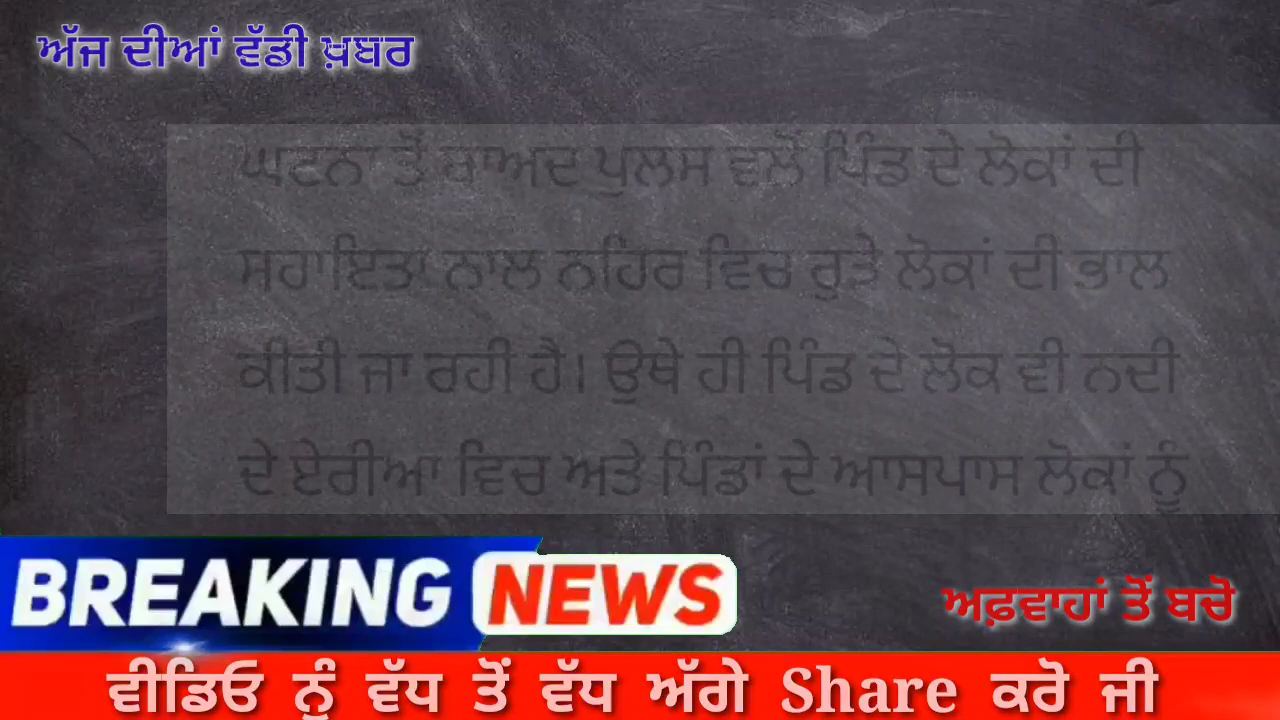 ਅੱਜ ਦੀਆਂ ਵੱਡੀ ਖ਼ਬਰ
ਘਟਨਾ ਤੋਂ ਬਾਅਦ ਪੁਲਸ ਵਲੋਂ ਪਿੰਡ ਦੇ ਲੋਕਾਂ ਦੀ
ਸਹਾਇਤਾ ਨਾਲ ਨਹਿਰ ਵਿਚ ਰੁੜੇ ਲੋਕਾਂ ਦੀ ਭਾਲ
ਕੀਤੀ ਜਾ ਰਹੀ ਹੈ। ਉਥੇ ਹੀ ਪਿੰਡ ਦੇ ਲੋਕ ਵੀ ਨਦੀ
ਦੇ ਏਰੀਆ ਵਿਚ ਅਤੇ ਪਿੰਡਾਂ ਦੇ ਆਸਪਾਸ ਲੋਕਾਂ ਨੂੰ
BREAKING NEWS
ਅਫ਼ਵਾਹਾਂ ਤੋਂ ਬਚੋ
ਵੀਡਿਓ ਨੂੰ ਵੱਧ ਤੋਂ ਵੱਧ ਅੱਗੇ Share ਕਰੋ ਜੀ